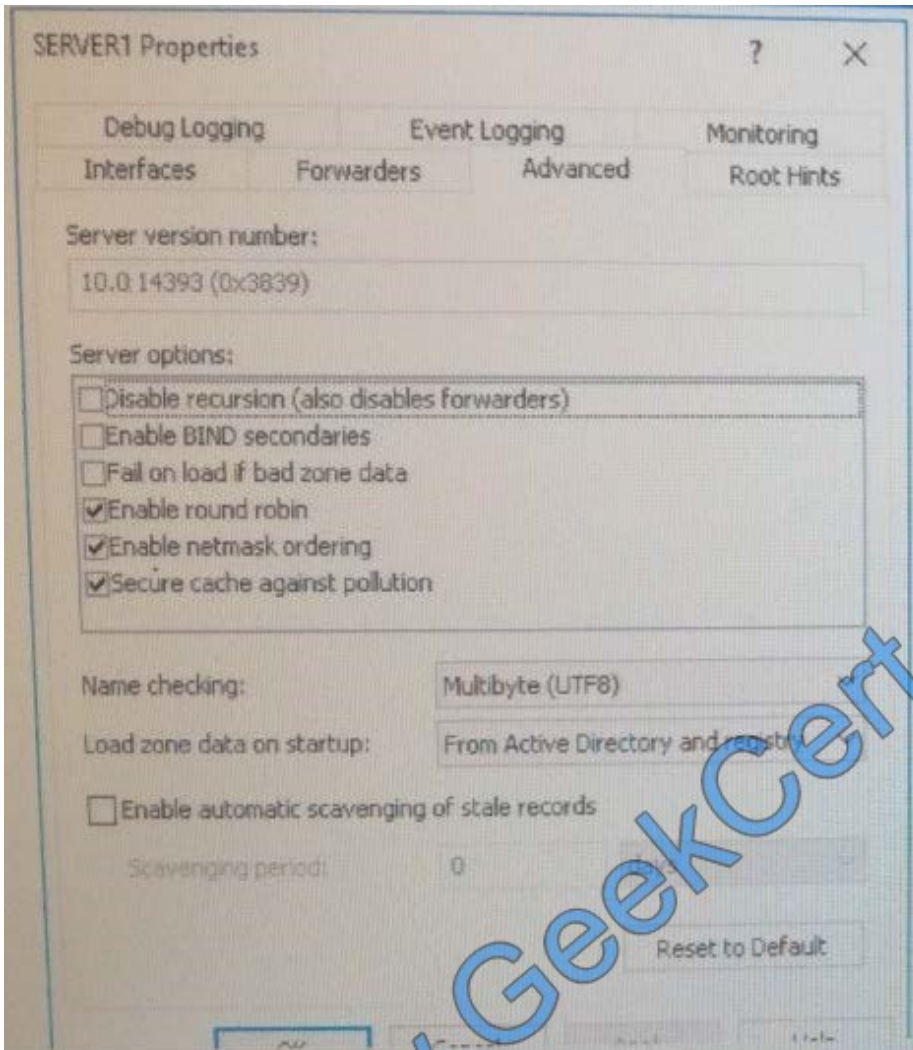 SERVER1 Properties ? X
Debug Logging Event Logging Monitoring
Interfaces Forwarders Advanced Root Hints
Server version number:
10.0.14393 (0x3839)
Server options:
Disable recursion (also disables forwarders)
Enable BIND secondaries
Fail on load if bad zone data
Enable round robin
Enable netmask ordering
Secure cache against pollution
Name checking: Multibyte (UTF8)
Load zone data on startup: From Active Directory and registry
Enable automatic scavenging of stale records
Scavenging period: 0 days
Reset to Default
GeekCert